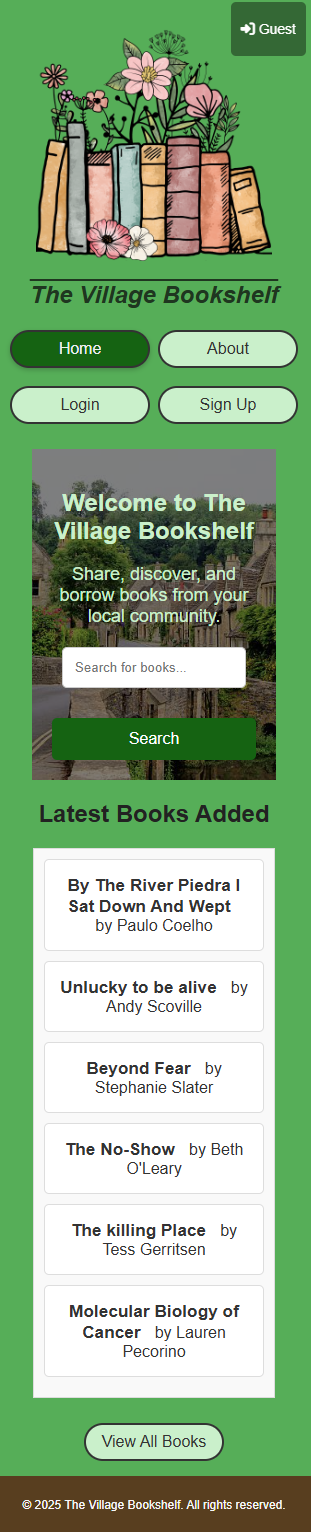 Guest
The Village Bookshelf
Home
About
Login
Sign Up
Welcome to The
Village Bookshelf
Share, discover, and
borrow books from your
local community.
Search for books...
Search
Latest Books Added
By The River Piedra I
Sat Down And Wept
by Paulo Coelho
Unlucky to be alive by
Andy Scoville
Beyond Fear by
Stephanie Slater
The No-Show by Beth
O'Leary
The killing Place by
Tess Gerritsen
Molecular Biology of
Cancer by Lauren
Pecorino
View All Books
© 2025 The Village Bookshelf. All rights reserved.